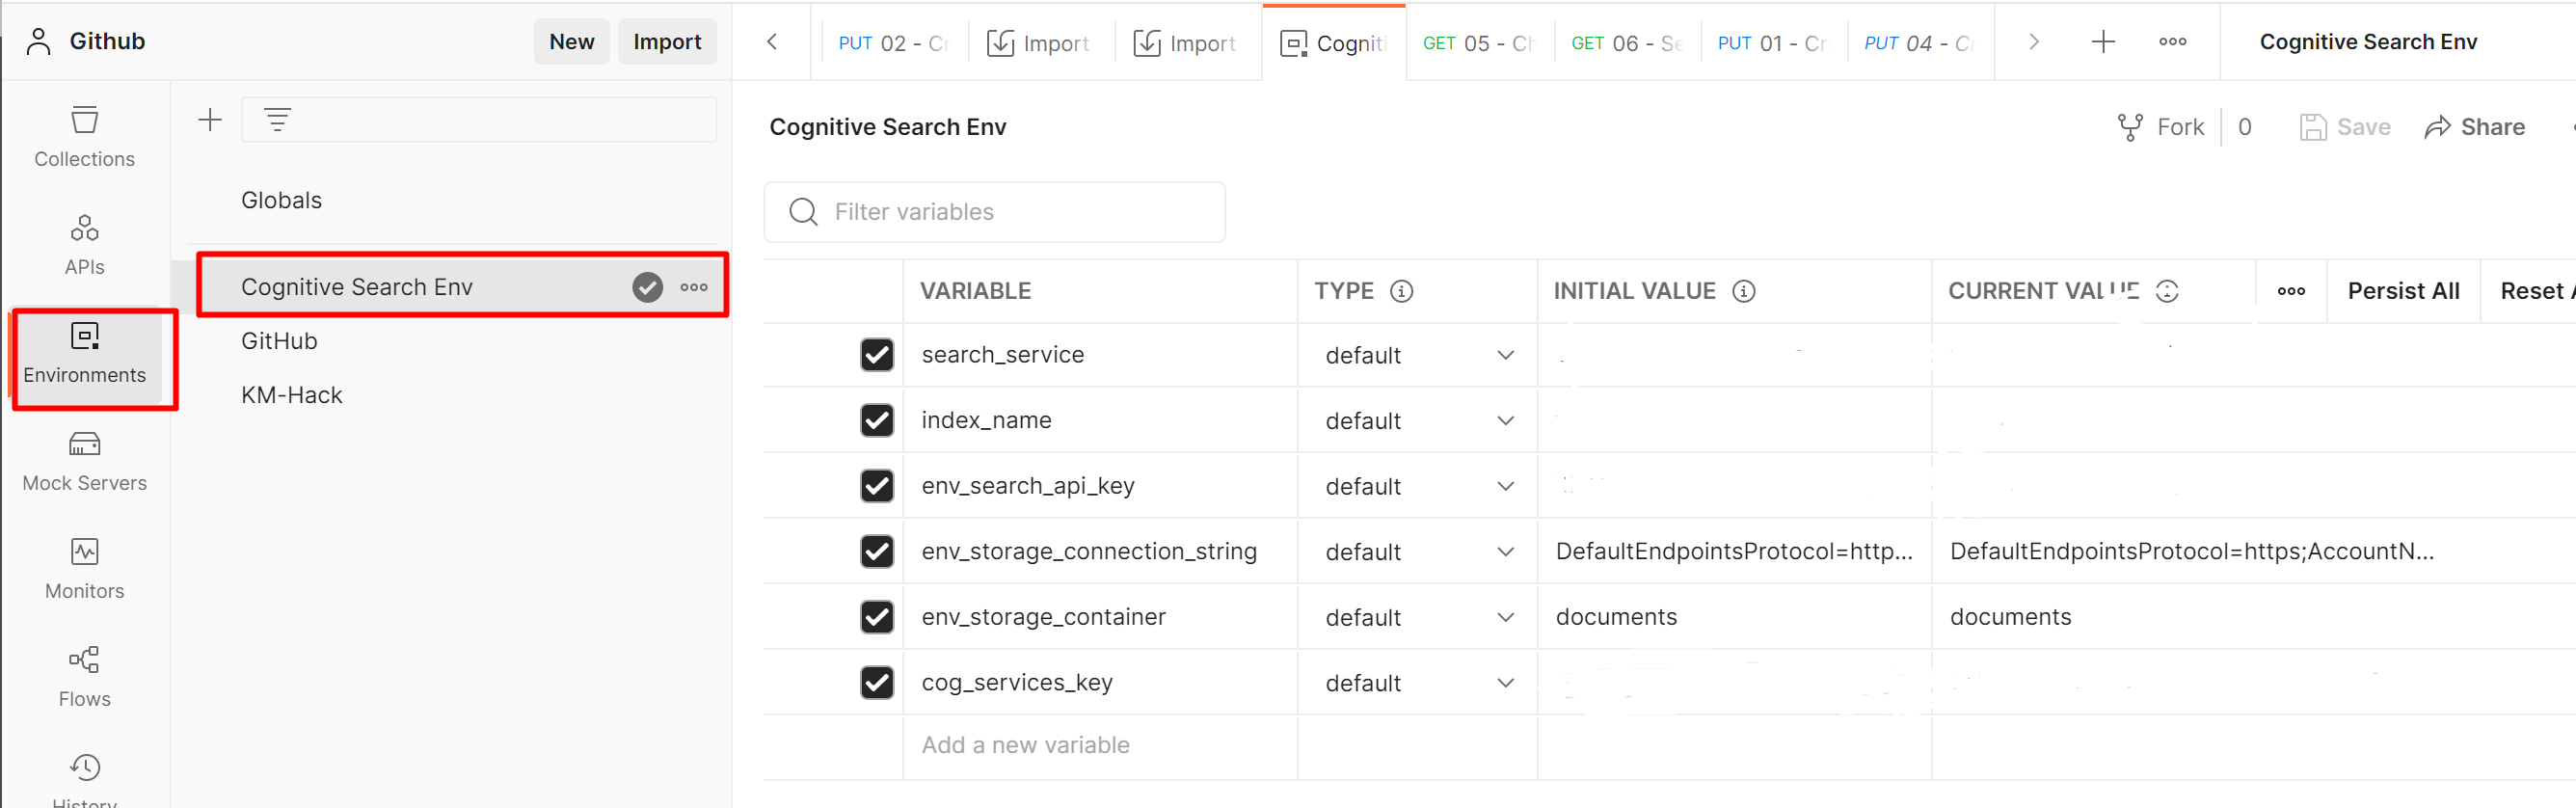 Github New Import
PUT 02 - Cr Import Import Cogniti GET 05 - Ch GET 06 - Se PUT 01 - Cr PUT 04 - Cr Cognitive Search Env
Collections
APIs
Environments
Mock Servers
Monitors
Flows
History
Globals
Cognitive Search Env
GitHub
KM-Hack
Cognitive Search Env Fork 0 Save Share
Filter variables
VARIABLE TYPE INITIAL VALUE CURRENT VALUE Persist All Reset A
search_service default
index_name default
env_search_api_key default
env_storage_connection_string default DefaultEndpointsProtocol=http... DefaultEndpointsProtocol=https;AccountN...
env_storage_container default documents documents
cog_services_key default
Add a new variable